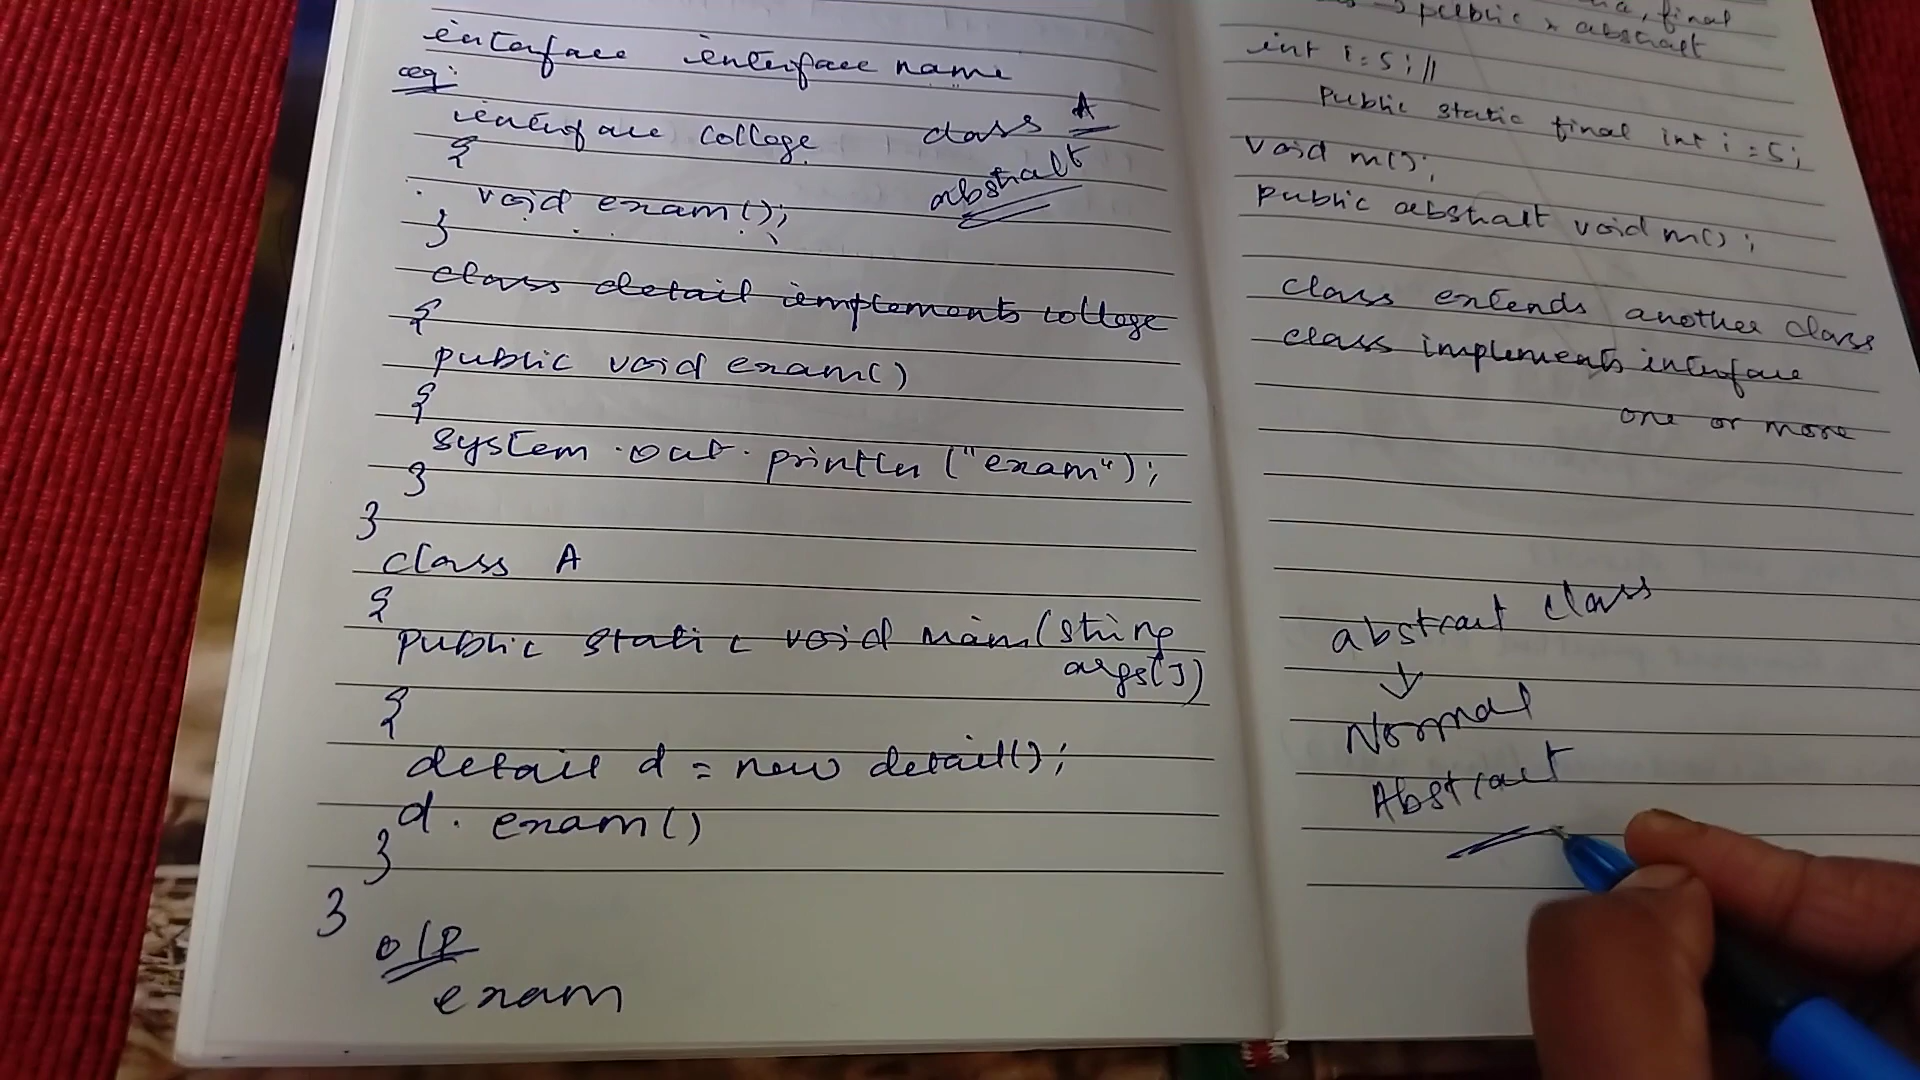 interface interface name
eg:
interface college class A
{ abstract
void exam();
}
class detail implements college
{
public void exam()
{
system.out.println("exam");
}
}
class A
{
public static void main(string
args[])
{
detail d = new detail();
d. exam()
}
}
o/p
exam
final
public & abstract
int i=5; //
Public static final int i=5;
void m();
public abstract void m();
class extends another class
class implements interface
one or more
abstract class
↓
Normal
Abstract